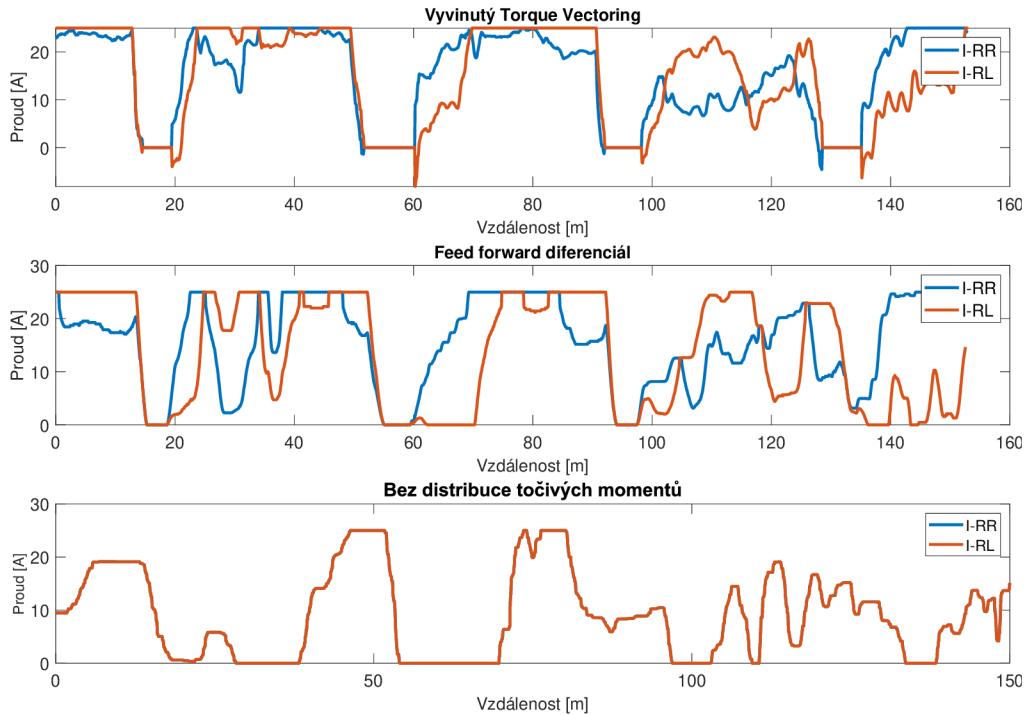 Vyvinutý Torque Vectoring
Proud [A]
20
10
0
I-RR
I-RL
0 20 40 60 80 100 120 140 160
Vzdálenost [m]
Feed forward diferenciál
Proud [A]
30
20
10
0
I-RR
I-RL
0 20 40 60 80 100 120 140 160
Vzdálenost [m]
Bez distribuce točivých momentů
Proud [A]
30
20
10
0
I-RR
I-RL
0 50 100 150
Vzdálenost [m]